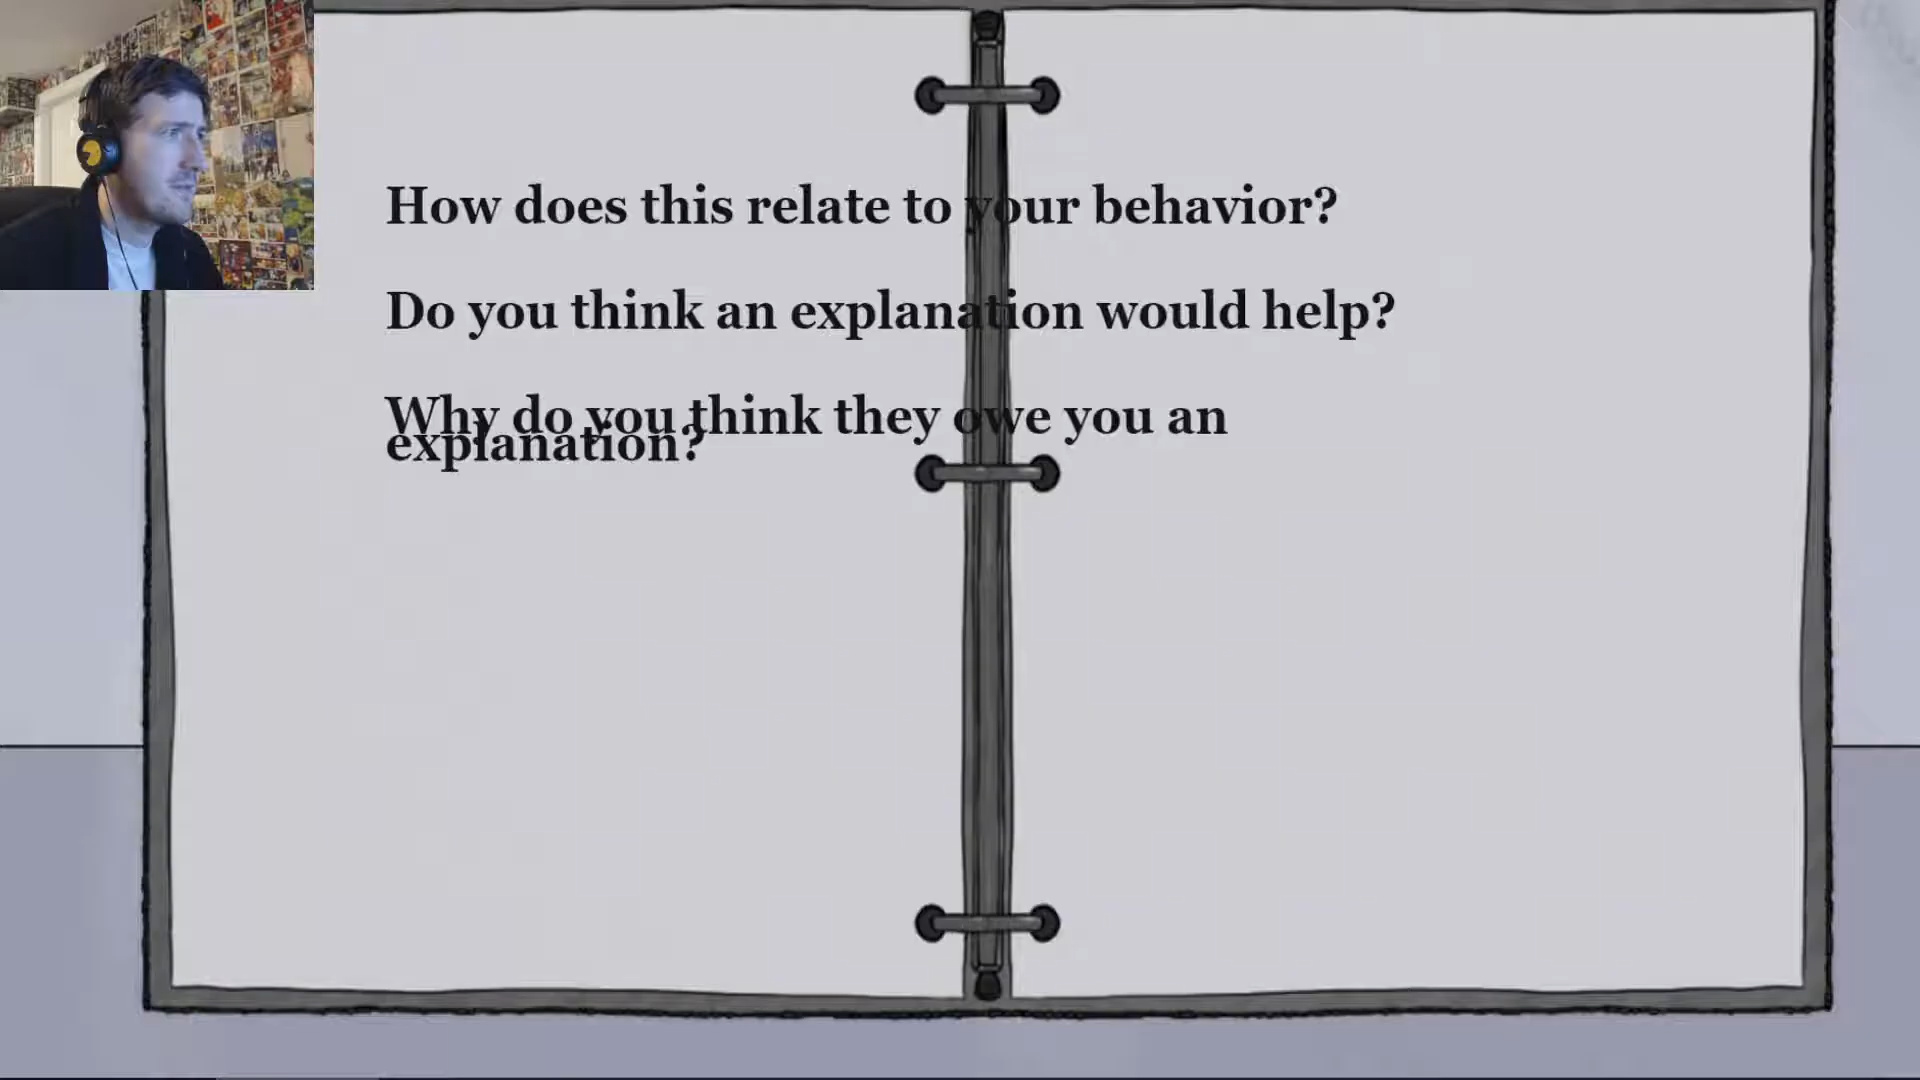 How does this relate to your behavior?
Do you think an explanation would help?
Why do you think they owe you an
explanation?